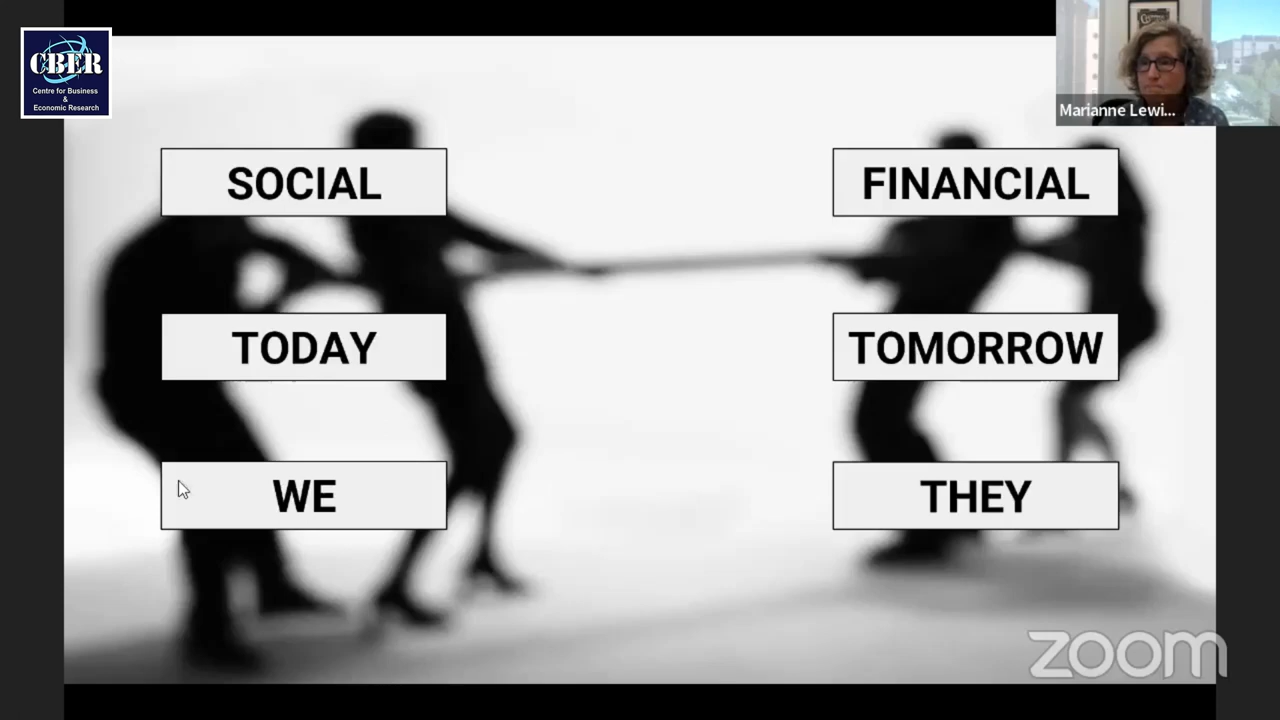 CBER
Centre for Business
&
Economic Research
Marianne Lewi...
SOCIAL
FINANCIAL
TODAY
TOMORROW
WE
THEY
zoom